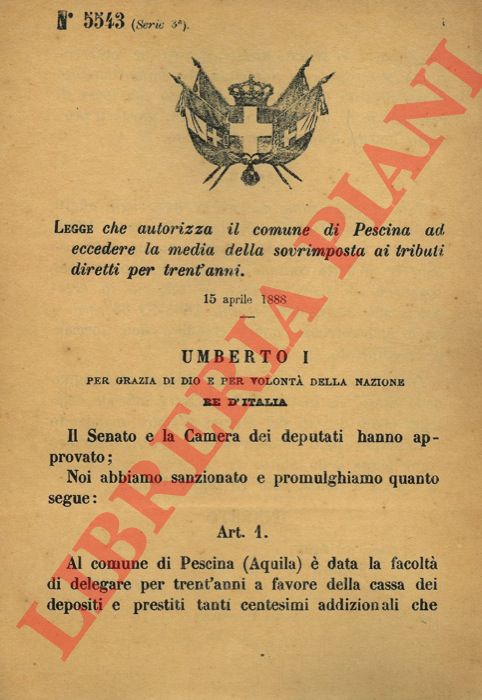 N° 5543 (Serie 3ª).
LEGGE che autorizza il comune di Pescina ad
eccedere la media della sovrimposta ai tributi
diretti per trent'anni.
15 aprile 1888
UMBERTO I
PER GRAZIA DI DIO E PER VOLONTÀ DELLA NAZIONE
RE D'ITALIA
Il Senato e la Camera dei deputati hanno ap-
provato;
Noi abbiamo sanzionato e promulghiamo quanto
segue:
Art. 1.
Al comune di Pescina (Aquila) è data la facoltà
di delegare per trent'anni a favore della cassa dei
depositi e prestiti tanti centesimi addizionali che
LIBRERIA PIANI